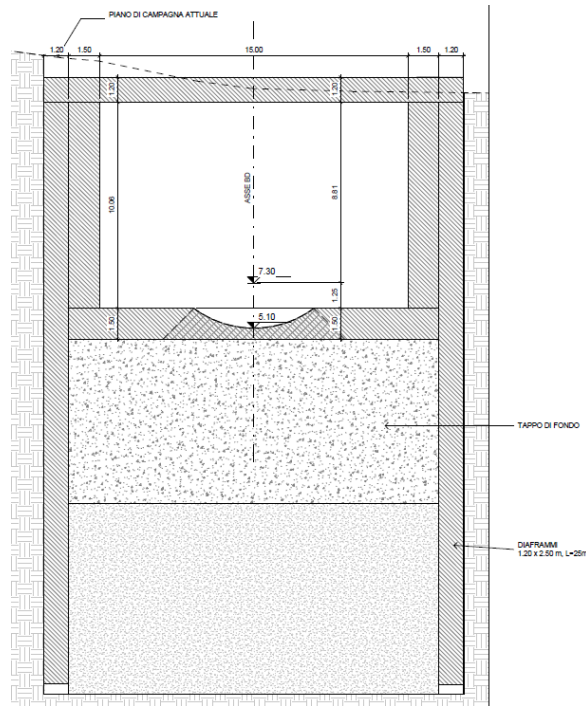 PIANO DI CAMPAGNA ATTUALE
1.20 1.50 15.00 1.50 1.20
1.20 1.20
10.06 ASSE BD 8.81
7.30
1.25
1.50 5.10 1.50
TAPPO DI FONDO
DIAFRAMMI
1.20 x 2.50 m, L=25m